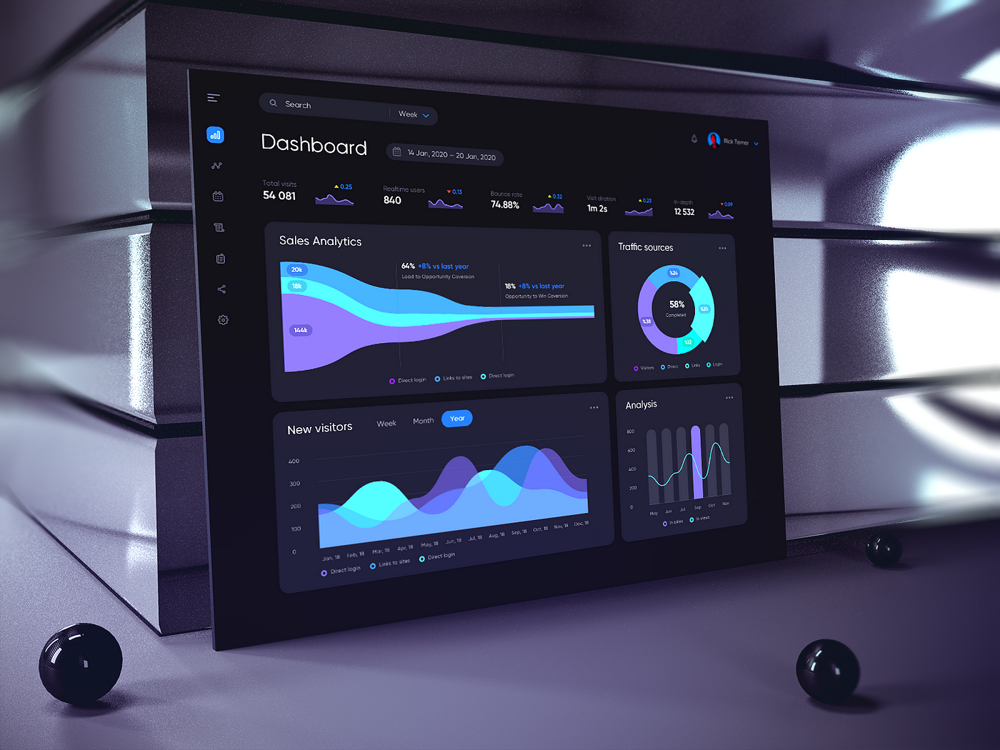 Search
Week
Rick Terner
Dashboard
14 Jan, 2020 – 20 Jan, 2020
Total visits
54 081
0.25
Realtime users
840
0.13
Bounce rate
74.88%
0.32
Visit diration
1m 2s
0.23
In-depth
12 532
0.09
Sales Analytics
20k
18k
144k
64% +8% vs last year
Lead to Opportunity Coversion
18% +8% vs last year
Opportunity to Win Coversion
Direct login
Links to sites
Direct login
Traffic sources
%24
%26
%38
%12
58%
Completed
Visitors
Direct
Links
Login
New visitors
Week
Month
Year
400
300
200
100
0
Jan, 18
Feb, 18
Mar, 18
Apr, 18
May, 18
Jun, 18
Jul, 18
Aug, 18
Sep, 18
Oct, 18
Nov, 18
Dec, 18
Direct login
Links to sites
Direct login
Analysis
800
600
400
200
0
May
Jun
Jul
Sep
Oct
Nov
In sales
In views